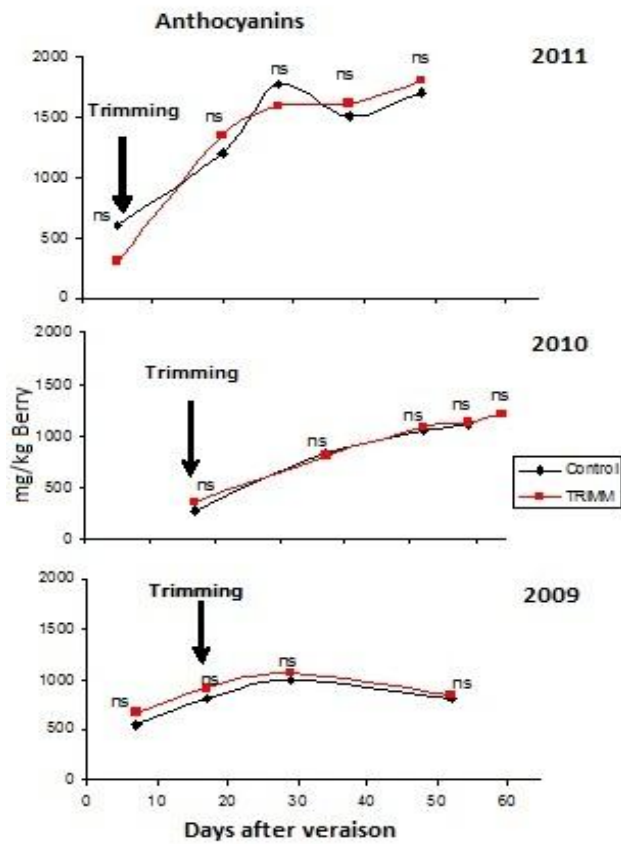 Anthocyanins
2011
2000
1500
1000
500
0
Trimming
ns
ns
ns
ns
ns
2010
2000
1500
1000
500
0
Trimming
ns
ns
ns
ns
ns
mg/kg Berry
Control
TRIMM
2009
2000
1500
1000
500
0
Trimming
ns
ns
ns
ns
0 10 20 30 40 50 60
Days after veraison